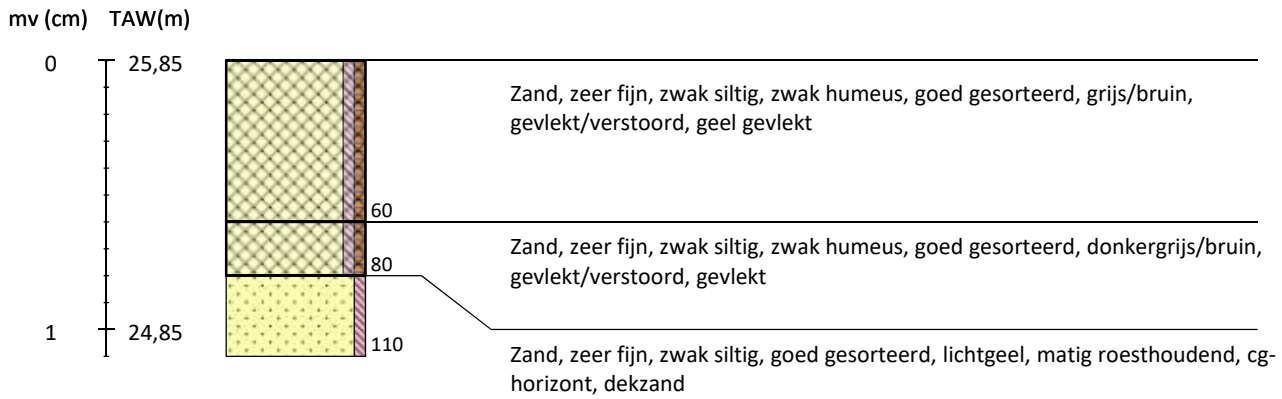 mv (cm) TAW(m)
0 25,85
Zand, zeer fijn, zwak siltig, zwak humeus, goed gesorteerd, grijs/bruin,
gevlekt/verstoord, geel gevlekt
60
Zand, zeer fijn, zwak siltig, zwak humeus, goed gesorteerd, donkergrijs/bruin,
gevlekt/verstoord, gevlekt
80
1 24,85
110
Zand, zeer fijn, zwak siltig, goed gesorteerd, lichtgeel, matig roesthoudend, cg-
horizont, dekzand